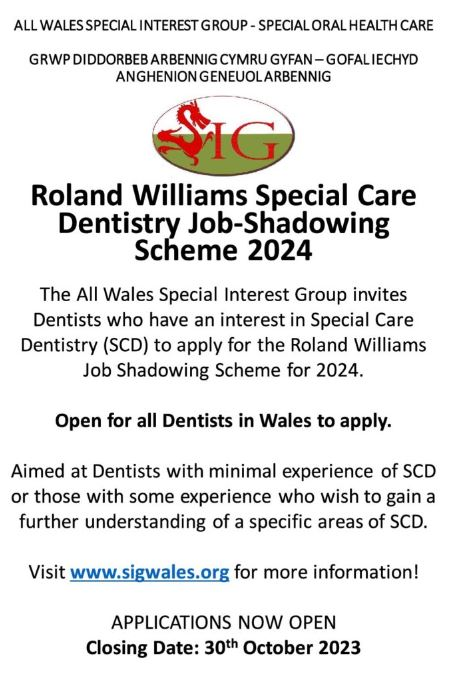 ALL WALES SPECIAL INTEREST GROUP - SPECIAL ORAL HEALTH CARE
GRWP DIDDORBEB ARBENNIG CYMRU GYFAN – GOFAL IECHYD
ANGHENION GENEUOL ARBENNIG
SIG
Roland Williams Special Care
Dentistry Job-Shadowing
Scheme 2024
The All Wales Special Interest Group invites
Dentists who have an interest in Special Care
Dentistry (SCD) to apply for the Roland Williams
Job Shadowing Scheme for 2024.
Open for all Dentists in Wales to apply.
Aimed at Dentists with minimal experience of SCD
or those with some experience who wish to gain a
further understanding of a specific areas of SCD.
Visit www.sigwales.org for more information!
APPLICATIONS NOW OPEN
Closing Date: 30th October 2023